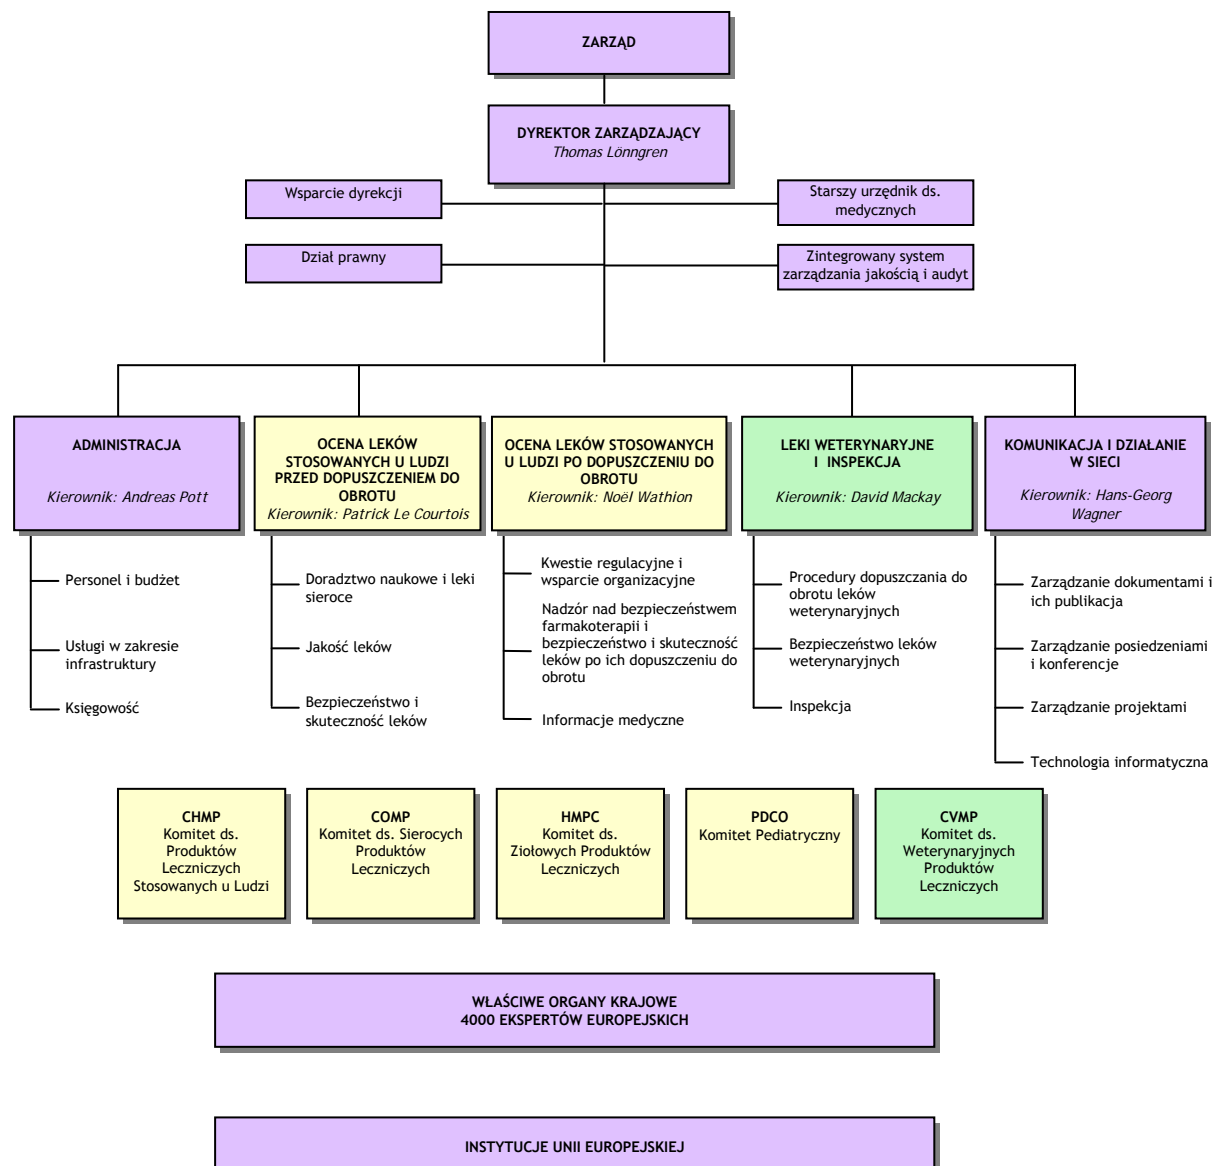 ZARZĄD
DYREKTOR ZARZĄDZAJĄCY
Thomas Lönngren
Wsparcie dyrekcji
Starszy urzędnik ds.
medycznych
Dział prawny
Zintegrowany system
zarządzania jakością i audyt
ADMINISTRACJA
Kierownik: Andreas Pott
Personel i budżet
Usługi w zakresie
infrastruktury
Księgowość
OCENA LEKÓW
STOSOWANYCH U LUDZI
PRZED DOPUSZCZENIEM DO
OBROTU
Kierownik: Patrick Le Courtois
Doradztwo naukowe i leki
sieroce
Jakość leków
Bezpieczeństwo i
skuteczność leków
OCENA LEKÓW STOSOWANYCH
U LUDZI PO DOPUSZCZENIU DO
OBROTU
Kierownik: Noël Wathion
Kwestie regulacyjne i
wsparcie organizacyjne
Nadzór nad bezpieczeństwem
farmakoterapii i
bezpieczeństwo i skuteczność
leków po ich dopuszczeniu do
obrotu
Informacje medyczne
LEKI WETERYNARYJNE
I INSPEKCJA
Kierownik: David Mackay
Procedury dopuszczania do
obrotu leków
weterynaryjnych
Bezpieczeństwo leków
weterynaryjnych
Inspekcja
KOMUNIKACJA I DZIAŁANIE
W SIECI
Kierownik: Hans-Georg
Wagner
Zarządzanie dokumentami i
ich publikacja
Zarządzanie posiedzeniami
i konferencje
Zarządzanie projektami
Technologia informatyczna
CHMP
Komitet ds.
Produktów
Leczniczych
Stosowanych u Ludzi
COMP
Komitet ds. Sierocych
Produktów
Leczniczych
HMPC
Komitet ds.
Ziołowych Produktów
Leczniczych
PDCO
Komitet Pediatryczny
CVMP
Komitet ds.
Weterynaryjnych
Produktów
Leczniczych
WŁAŚCIWE ORGANY KRAJOWE
4000 EKSPERTÓW EUROPEJSKICH
INSTYTUCJE UNII EUROPEJSKIEJ